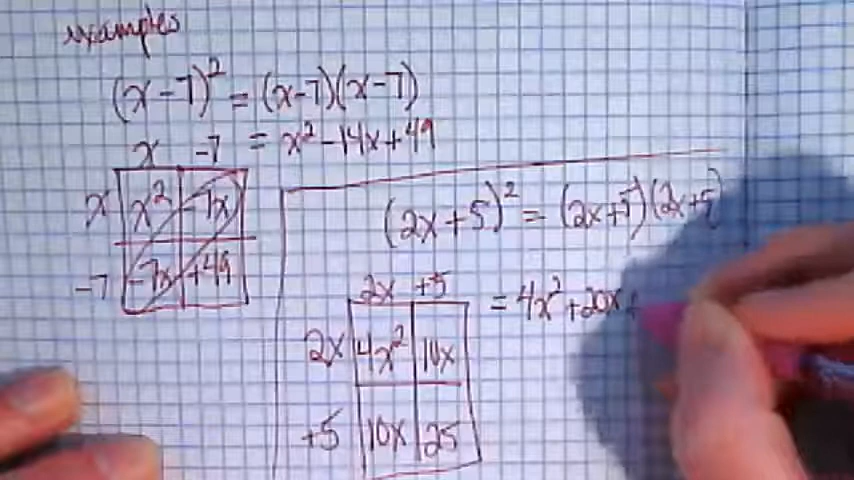 examples
(x-7)² = (x-7)(x-7)
= x² - 14x + 49
x -7
x x² -7x
-7 -7x +49
(2x+5)² = (2x+5)(2x+5)
= 4x² + 20x +
2x +5
2x 4x² 10x
+5 10x 25